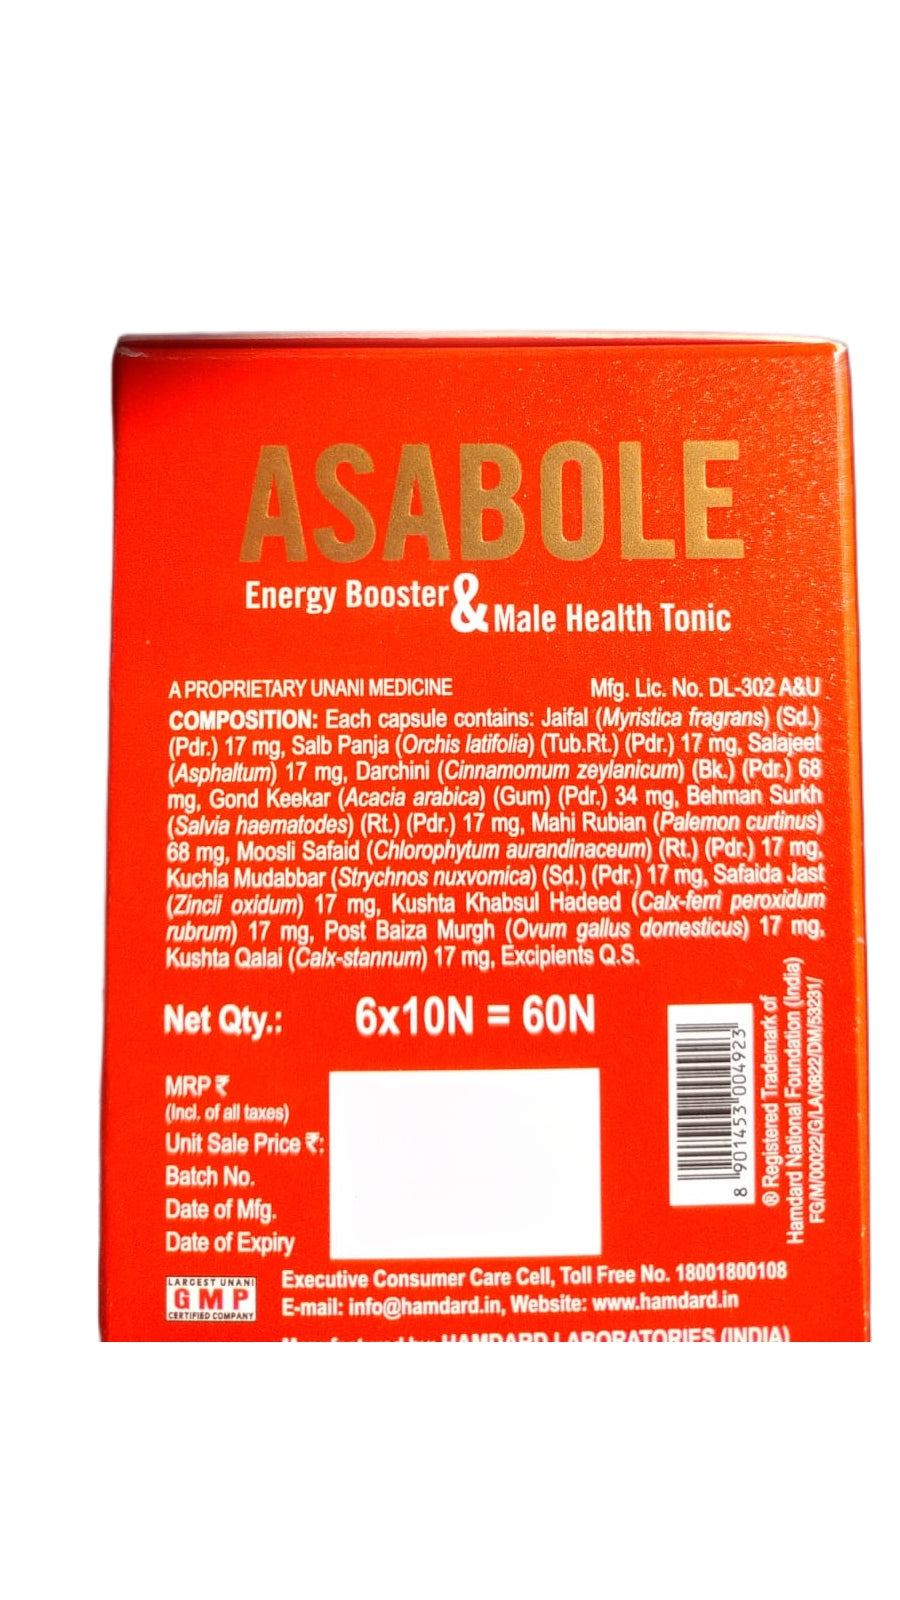 ASABOLE
Energy Booster & Male Health Tonic
A PROPRIETARY UNANI MEDICINE Mfg. Lic. No. DL-302 A&U
COMPOSITION: Each capsule contains: Jaifal (Myristica fragrans) (Sd.)
(Pdr.) 17 mg, Salb Panja (Orchis latifolia) (Tub.Rt.) (Pdr.) 17 mg, Salajeet
(Asphaltum) 17 mg, Darchini (Cinnamomum zeylanicum) (Bk.) (Pdr.) 68
mg, Gond Keekar (Acacia arabica) (Gum) (Pdr.) 34 mg, Behman Surkh
(Salvia haematodes) (Rt.) (Pdr.) 17 mg, Mahi Rubian (Palemon curtinus)
68 mg, Moosli Safaid (Chlorophytum aurandinaceum) (Rt.) (Pdr.) 17 mg,
Kuchla Mudabbar (Strychnos nuxvomica) (Sd.) (Pdr.) 17 mg, Safaida Jast
(Zincii oxidum) 17 mg, Kushta Khabsul Hadeed (Calx-ferri peroxidum
rubrum) 17 mg, Post Baiza Murgh (Ovum gallus domesticus) 17 mg,
Kushta Qalai (Calx-stannum) 17 mg, Excipients Q.S.
Net Qty.: 6x10N = 60N
MRP ₹
(Incl. of all taxes)
Unit Sale Price ₹:
Batch No.
Date of Mfg.
Date of Expiry
8 901453 004923
® Registered Trademark of
Hamdard National Foundation (India)
FG/M/00022/G/LA/0822/DM/53231/
LARGEST UNANI
GMP
CERTIFIED COMPANY
Executive Consumer Care Cell, Toll Free No. 18001800108
E-mail: info@hamdard.in, Website: www.hamdard.in
Manufactured by: HAMDARD LABORATORIES (INDIA)